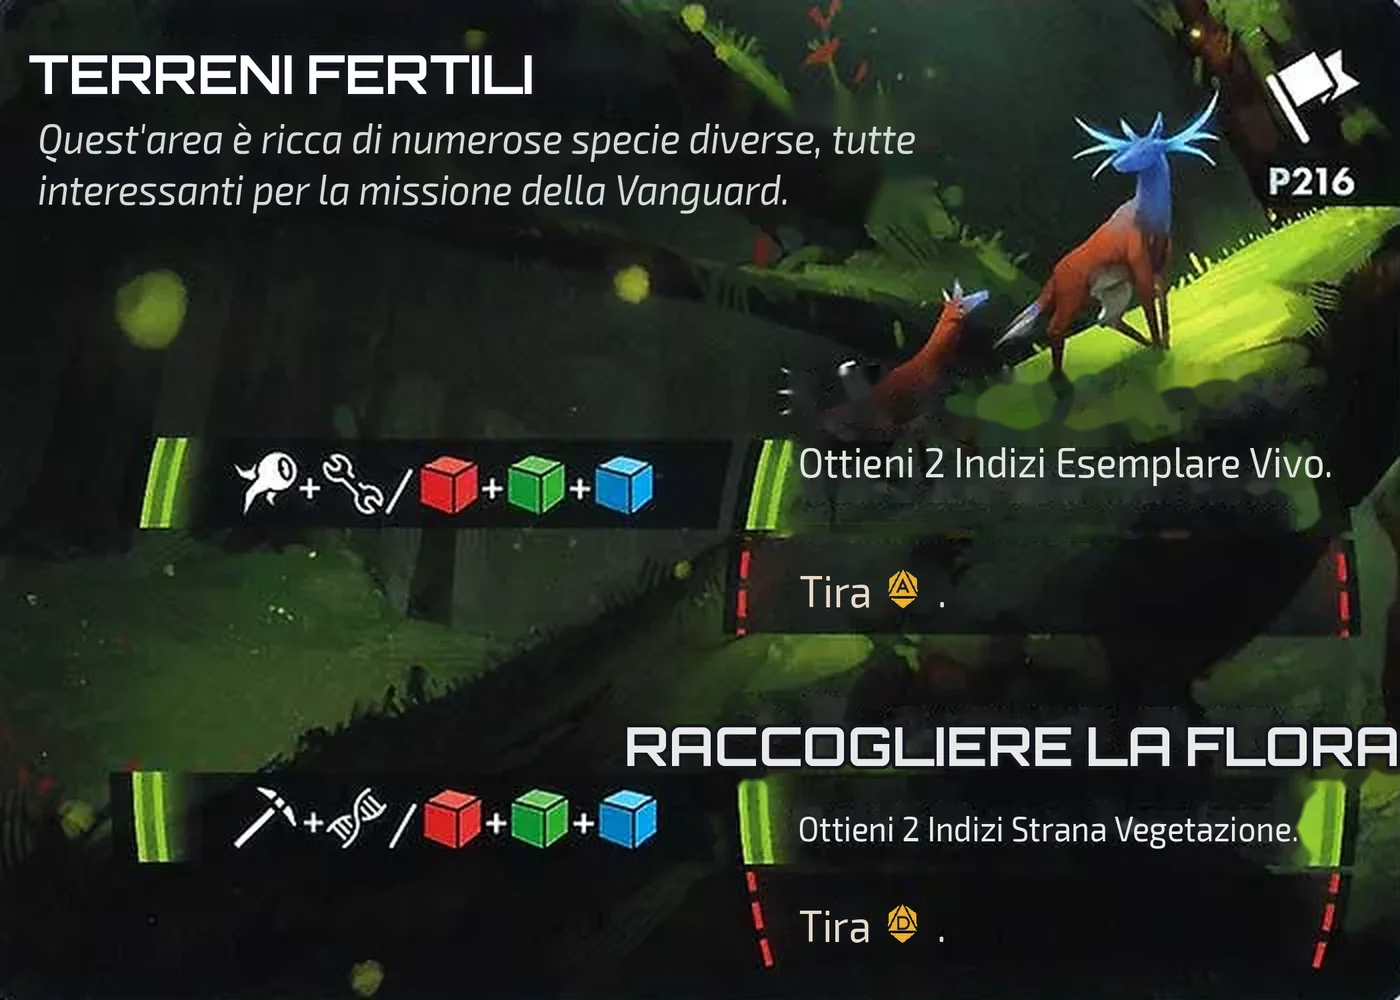 TERRENI FERTILI
Quest'area è ricca di numerose specie diverse, tutte
interessanti per la missione della Vanguard.
P216
Ottieni 2 Indizi Esemplare Vivo.
Tira A .
RACCOGLIERE LA FLORA
Ottieni 2 Indizi Strana Vegetazione.
Tira D .